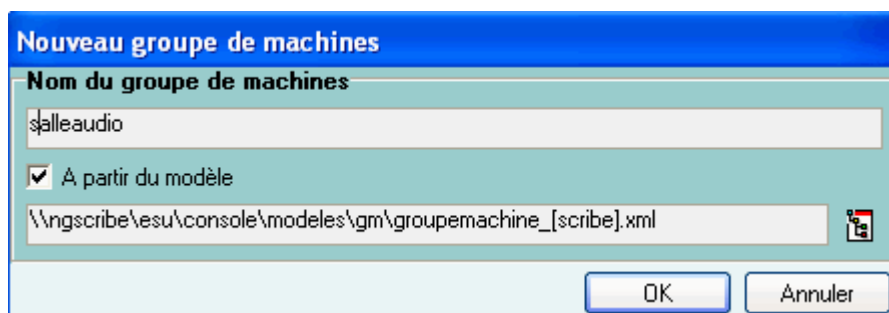 Nouveau groupe de machines
Nom du groupe de machines
salleaudio
A partir du modèle
\\ngscribe\esu\console\modeles\gm\groupemachine_[scribe].xml
OK Annuler